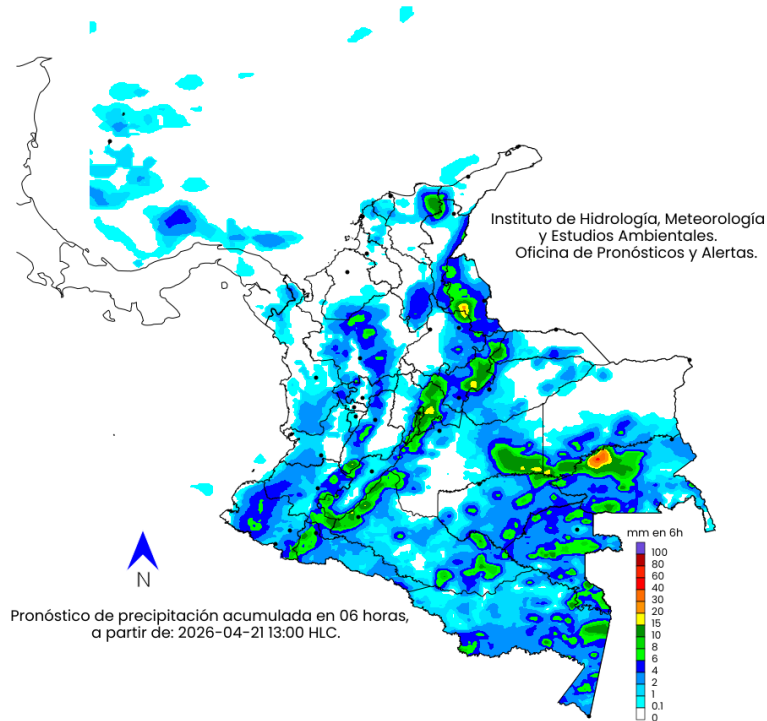 Instituto de Hidrología, Meteorología
y Estudios Ambientales.
Oficina de Pronósticos y Alertas.
mm en 6h
100
80
60
40
30
20
15
10
8
6
4
2
1
0,1
0
N
Pronóstico de precipitación acumulada en 06 horas,
a partir de: 2026-04-21 13:00 HLC.